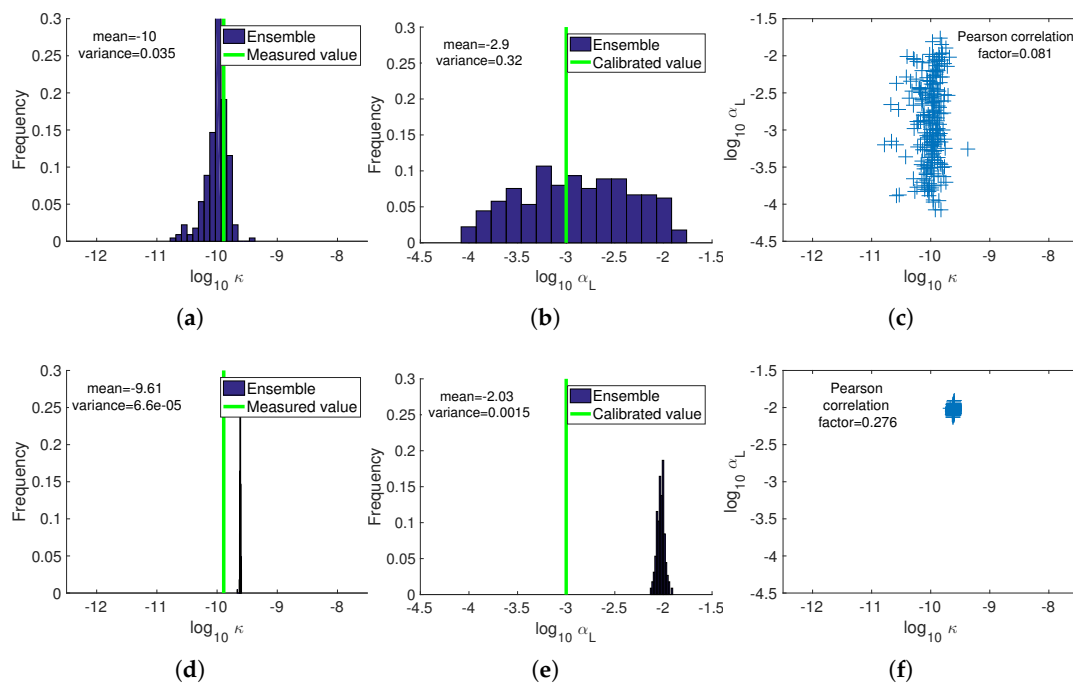 0.3
0.25
0.2
0.15
0.1
0.05
0
Frequency
mean=-10
variance=0.035
Ensemble
Measured value
-12
-11
-10
-9
-8
log10 κ
(a)
0.3
0.25
0.2
0.15
0.1
0.05
0
Frequency
mean=-2.9
variance=0.32
Ensemble
Calibrated value
-4.5
-4
-3.5
-3
-2.5
-2
-1.5
log10 αL
(b)
-1.5
-2
-2.5
-3
-3.5
-4
-4.5
log10 αL
Pearson correlation
factor=0.081
-12
-11
-10
-9
-8
log10 κ
(c)
0.3
0.25
0.2
0.15
0.1
0.05
0
Frequency
mean=-9.61
variance=6.6e-05
Ensemble
Measured value
-12
-11
-10
-9
-8
log10 κ
(d)
0.3
0.25
0.2
0.15
0.1
0.05
0
Frequency
mean=-2.03
variance=0.0015
Ensemble
Calibrated value
-4.5
-4
-3.5
-3
-2.5
-2
-1.5
log10 αL
(e)
-1.5
-2
-2.5
-3
-3.5
-4
-4.5
log10 αL
Pearson
correlation
factor=0.276
-12
-11
-10
-9
-8
log10 κ
(f)